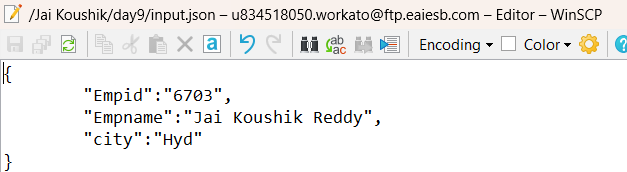 /Jai Koushik/day9/input.json – u834518050.workato@ftp.eaiesb.com – Editor – WinSCP
Encoding Color
{
"Empid":"6703",
"Empname":"Jai Koushik Reddy",
"city":"Hyd"
}